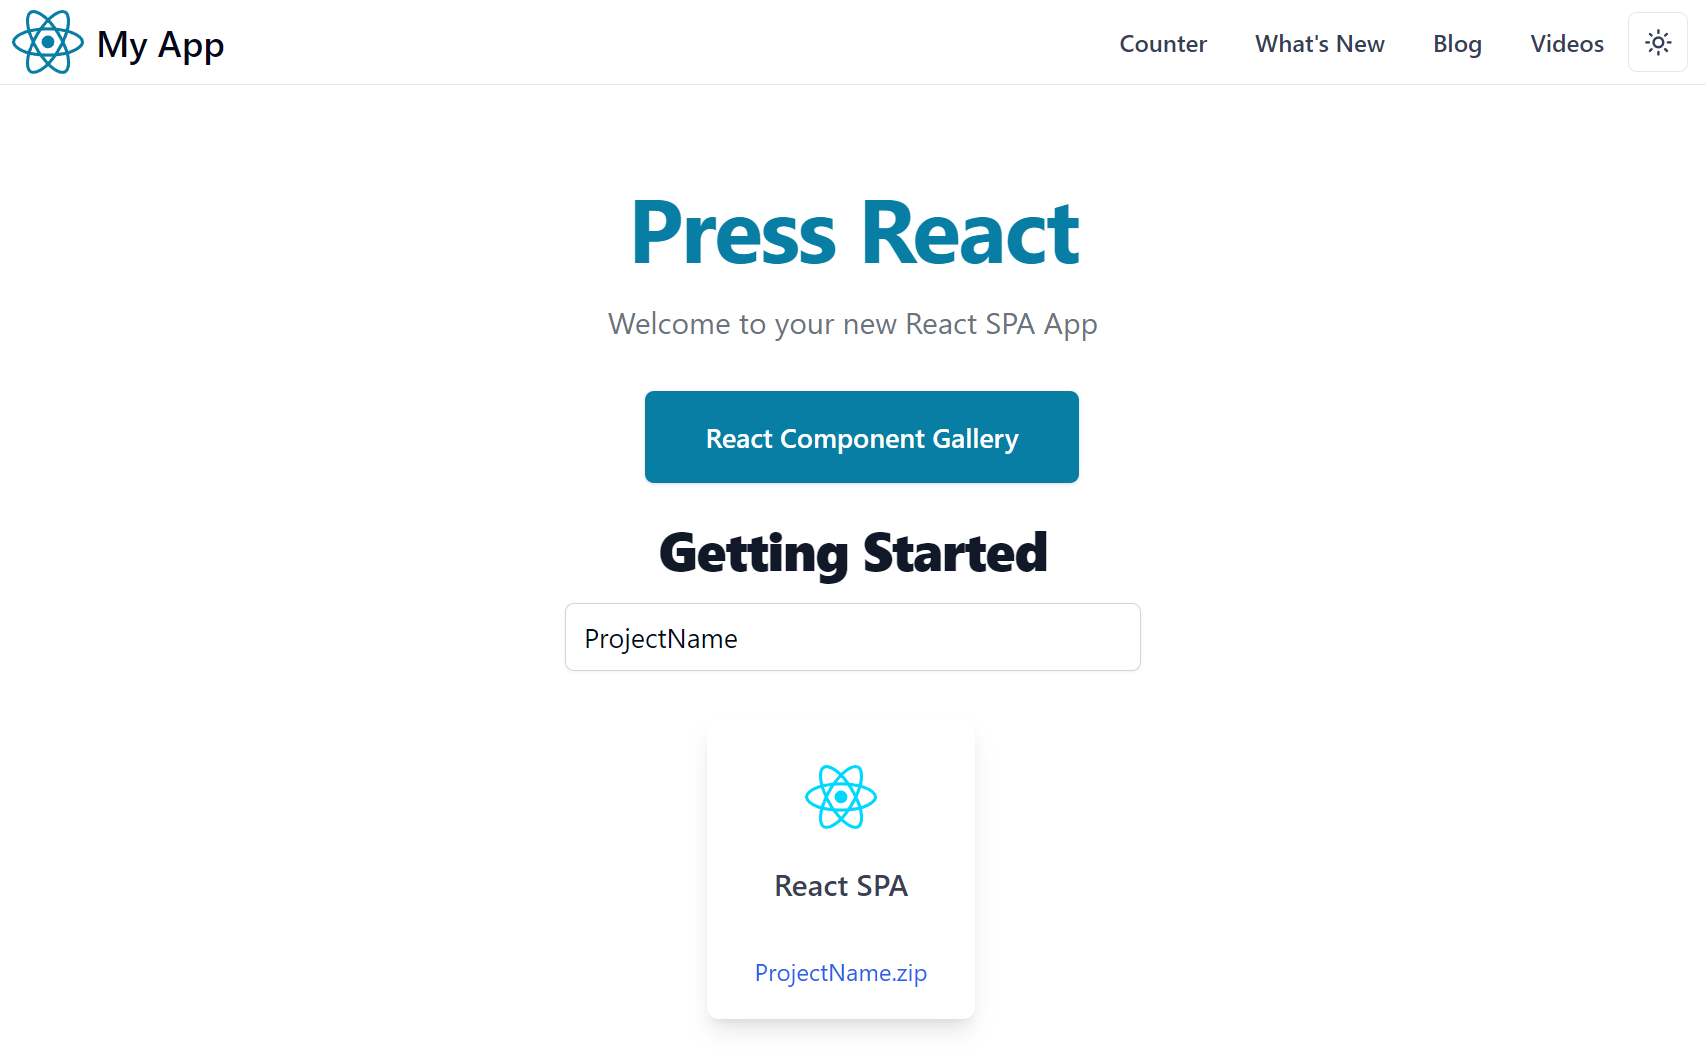 My App
Counter What's New Blog Videos
Press React
Welcome to your new React SPA App
React Component Gallery
Getting Started
ProjectName
React SPA
ProjectName.zip